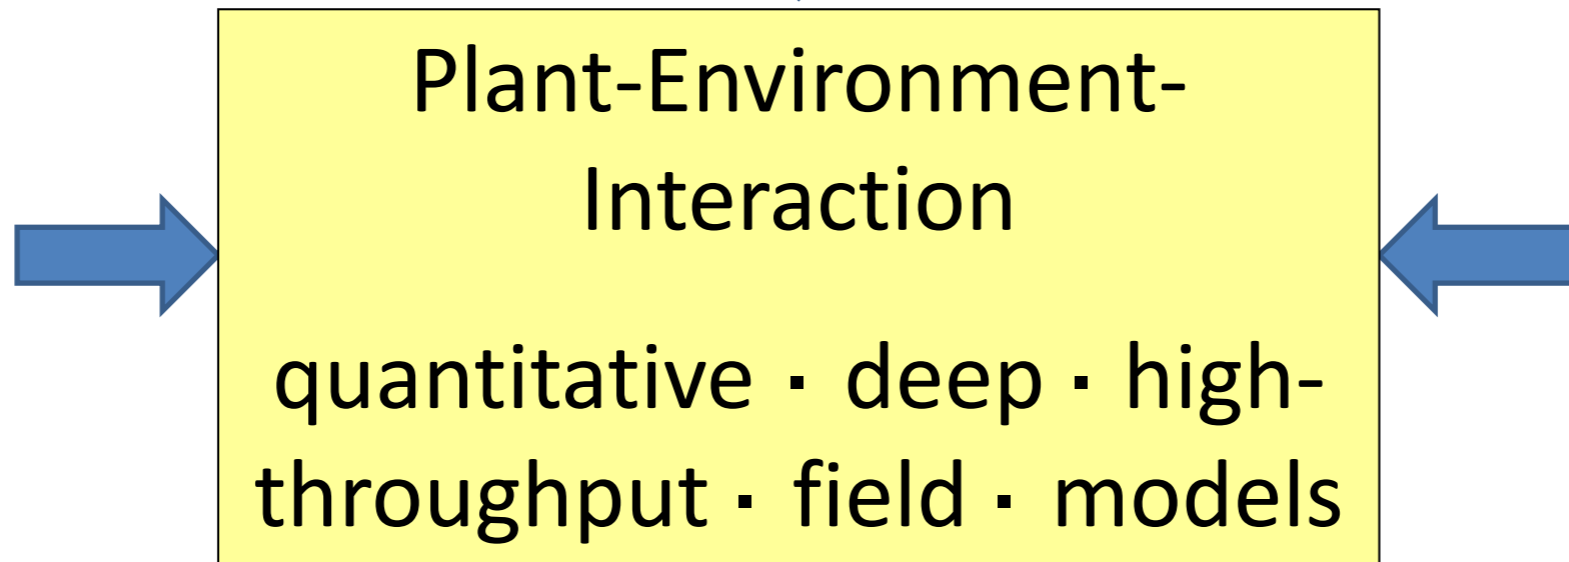 Plant-Environment-
Interaction
quantitative ▪ deep ▪ high-
throughput ▪ field ▪ models